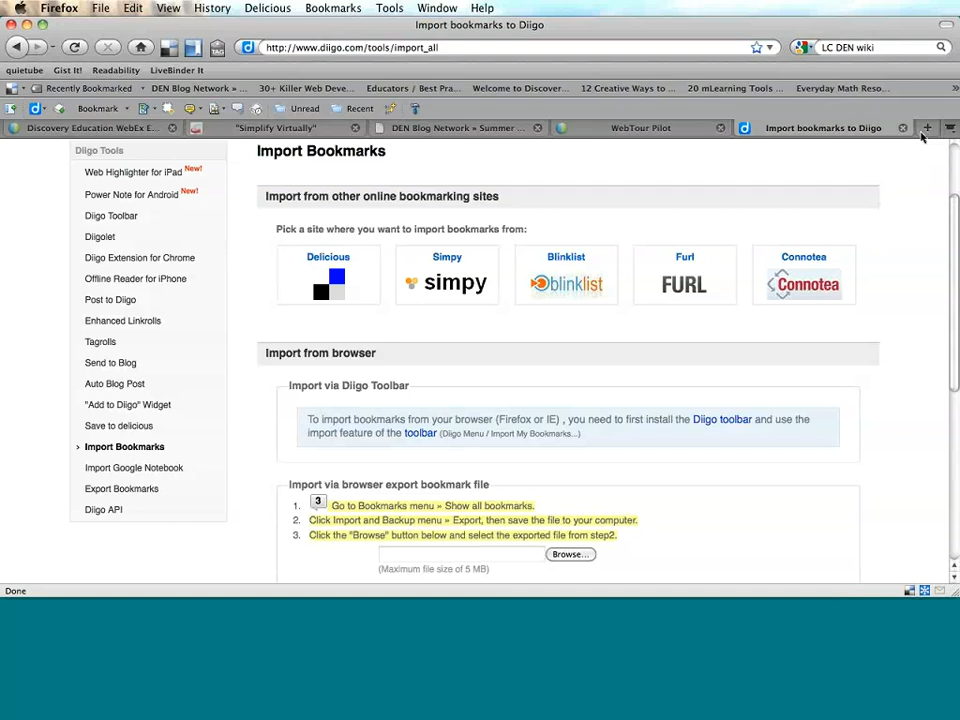 Firefox File Edit View History Delicious Bookmarks Tools Window Help
Import bookmarks to Diigo
http://www.diigo.com/tools/import_all
LC DEN wiki
quietube Gist It! Readability LiveBinder It
Recently Bookmarked DEN Blog Network » ... 30+ Killer Web Deve... Educators / Best Pra... Welcome to Discover... 12 Creative Ways to ... 20 mLearning Tools ... Everyday Math Reso...
Bookmark Unread Recent
Discovery Education WebEx E... "Simplify Virtually" DEN Blog Network » Summer ... WebTour Pilot Import bookmarks to Diigo
Diigo Tools
Web Highlighter for iPad New!
Power Note for Android New!
Diigo Toolbar
Diigolet
Diigo Extension for Chrome
Offline Reader for iPhone
Post to Diigo
Enhanced Linkrolls
Tagrolls
Send to Blog
Auto Blog Post
"Add to Diigo" Widget
Save to delicious
› Import Bookmarks
Import Google Notebook
Export Bookmarks
Diigo API
Import Bookmarks
Import from other online bookmarking sites
Pick a site where you want to import bookmarks from:
Delicious Simpy Blinklist Furl Connotea
simpy blinklist FURL Connotea
Import from browser
Import via Diigo Toolbar
To import bookmarks from your browser (Firefox or IE) , you need to first install the Diigo toolbar and use the
import feature of the toolbar (Diigo Menu / Import My Bookmarks...)
Import via browser export bookmark file
1. 3 Go to Bookmarks menu » Show all bookmarks.
2. Click Import and Backup menu » Export, then save the file to your computer.
3. Click the "Browse" button below and select the exported file from step2.
Browse...
(Maximum file size of 5 MB)
Done